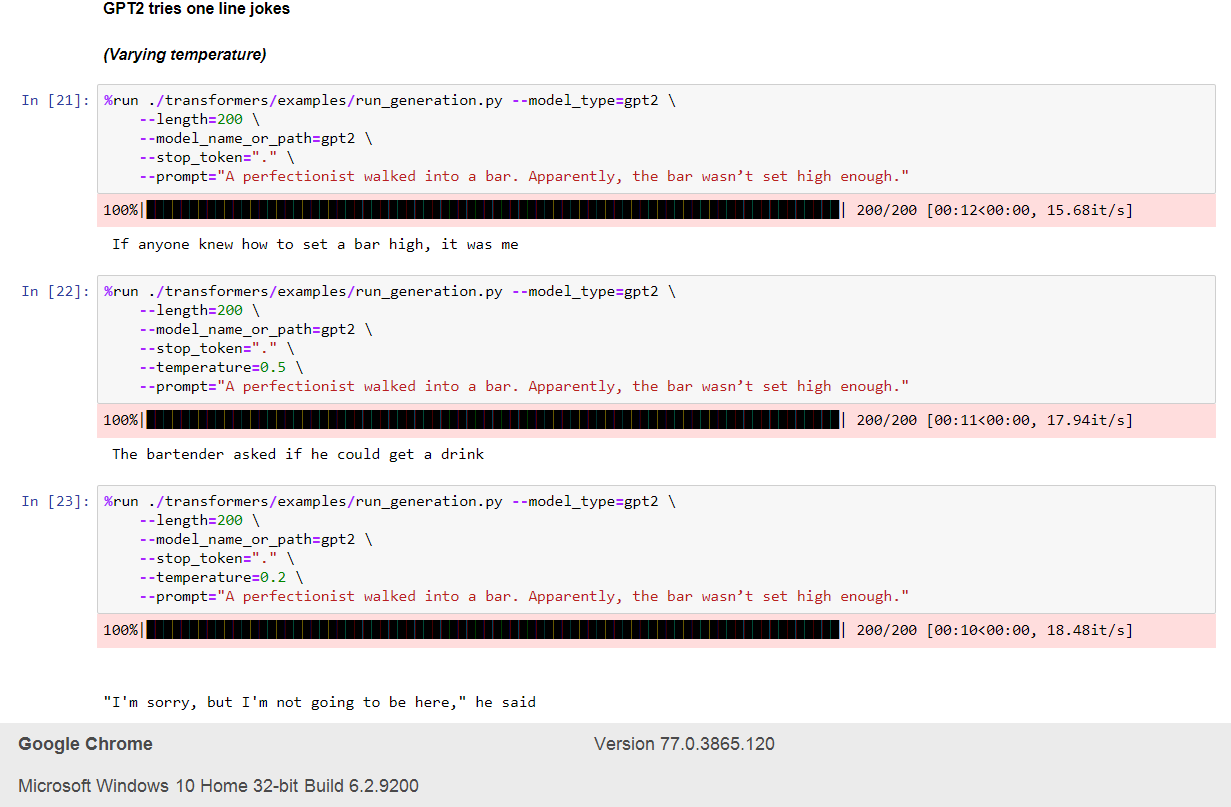 GPT2 tries one line jokes
(Varying temperature)
In [21]: %run ./transformers/examples/run_generation.py --model_type=gpt2 \
--length=200 \
--model_name_or_path=gpt2 \
--stop_token="." \
--prompt="A perfectionist walked into a bar. Apparently, the bar wasn’t set high enough."
100%| | 200/200 [00:12<00:00, 15.68it/s]
If anyone knew how to set a bar high, it was me
In [22]: %run ./transformers/examples/run_generation.py --model_type=gpt2 \
--length=200 \
--model_name_or_path=gpt2 \
--stop_token="." \
--temperature=0.5 \
--prompt="A perfectionist walked into a bar. Apparently, the bar wasn’t set high enough."
100%| | 200/200 [00:11<00:00, 17.94it/s]
The bartender asked if he could get a drink
In [23]: %run ./transformers/examples/run_generation.py --model_type=gpt2 \
--length=200 \
--model_name_or_path=gpt2 \
--stop_token="." \
--temperature=0.2 \
--prompt="A perfectionist walked into a bar. Apparently, the bar wasn’t set high enough."
100%| | 200/200 [00:10<00:00, 18.48it/s]
"I'm sorry, but I'm not going to be here," he said
Google Chrome Version 77.0.3865.120
Microsoft Windows 10 Home 32-bit Build 6.2.9200